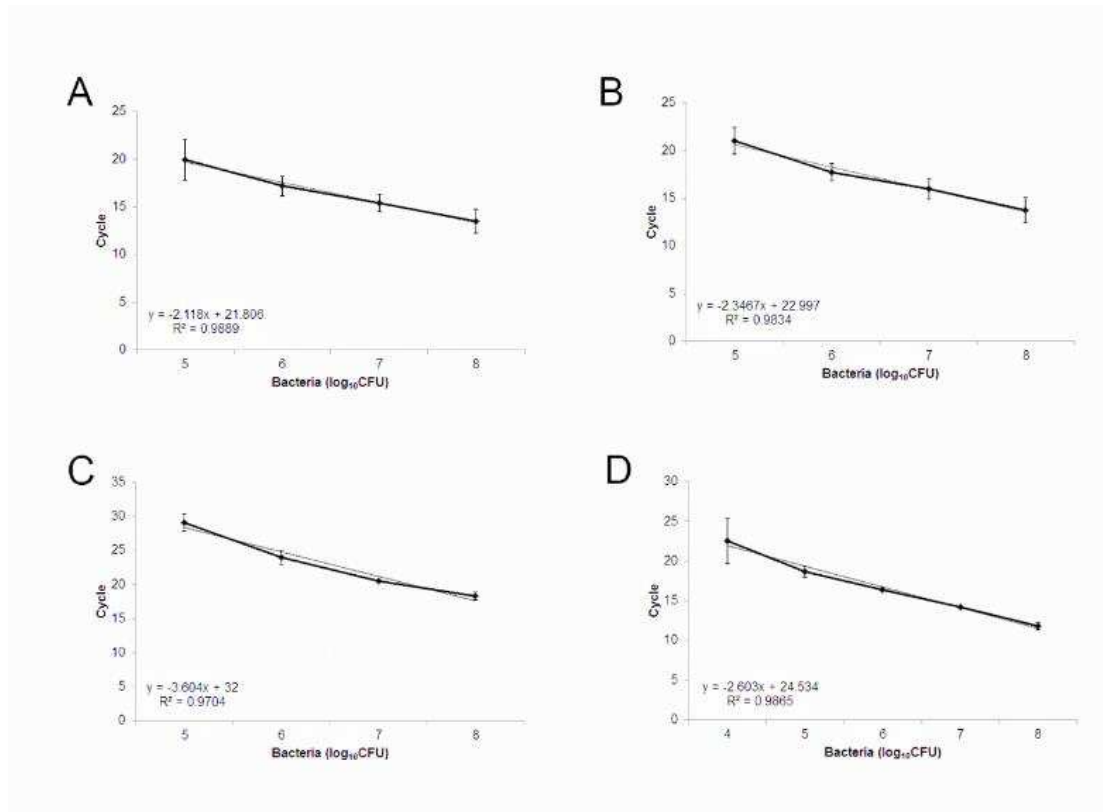 A
25
20
15
10
5
0
Cycle
y = -2.118x + 21.806
R² = 0.9889
5 6 7 8
Bacteria (log₁₀CFU)
B
25
20
15
10
5
0
Cycle
y = -2.3467x + 22.997
R² = 0.9834
5 6 7 8
Bacteria (log₁₀CFU)
C
35
30
25
20
15
10
5
0
Cycle
y = -3.604x + 32
R² = 0.9704
5 6 7 8
Bacteria (log₁₀CFU)
D
30
25
20
15
10
5
0
Cycle
y = -2.603x + 24.534
R² = 0.9865
4 5 6 7 8
Bacteria (log₁₀CFU)